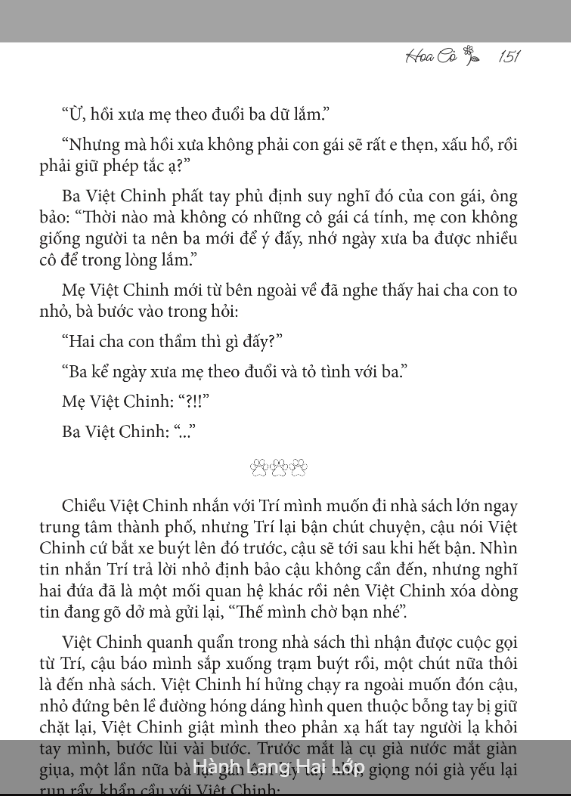 Hoa Cô 151
“Ừ, hồi xưa mẹ theo đuổi ba dữ lắm.”
“Nhưng mà hồi xưa không phải con gái sẽ rất e thẹn, xấu hổ, rồi
phải giữ phép tắc ạ?”
Ba Việt Chinh phất tay phủ định suy nghĩ đó của con gái, ông
bảo: “Thời nào mà không có những cô gái cá tính, mẹ con không
giống người ta nên ba mới để ý đấy, nhớ ngày xưa ba được nhiều
cô để trong lòng lắm.”
Mẹ Việt Chinh mới từ bên ngoài về đã nghe thấy hai cha con to
nhỏ, bà bước vào trong hỏi:
“Hai cha con thầm thì gì đấy?”
“Ba kể ngày xưa mẹ theo đuổi và tỏ tình với ba.”
Mẹ Việt Chinh: “?!!”
Ba Việt Chinh: “...”
Chiều Việt Chinh nhắn với Trí mình muốn đi nhà sách lớn ngay
trung tâm thành phố, nhưng Trí lại bận chút chuyện, cậu nói Việt
Chinh cứ bắt xe buýt lên đó trước, cậu sẽ tới sau khi hết bận. Nhìn
tin nhắn Trí trả lời nhỏ định bảo cậu không cần đến, nhưng nghĩ
hai đứa đã là một mối quan hệ khác rồi nên Việt Chinh xóa dòng
tin đang gõ dở mà gửi lại, “Thế mình chờ bạn nhé”.
Việt Chinh quanh quẩn trong nhà sách thì nhận được cuộc gọi
từ Trí, cậu báo mình sắp xuống trạm buýt rồi, một chút nữa thôi
là đến nhà sách. Việt Chinh hí hửng chạy ra ngoài muốn đón cậu,
nhỏ đứng bên lề đường hóng dáng hình quen thuộc bỗng tay bị giữ
chặt lại, Việt Chinh giật mình theo phản xạ hất tay người lạ khỏi
tay mình, bước lùi vài bước. Trước mắt là cụ già nước mắt giàn
giụa, một lần nữa bà lại tay nhỏ, giọng nói già yếu lại
Hành Lang Hai Lớp
run rẩy, khẩn cầu với Việt Chinh: